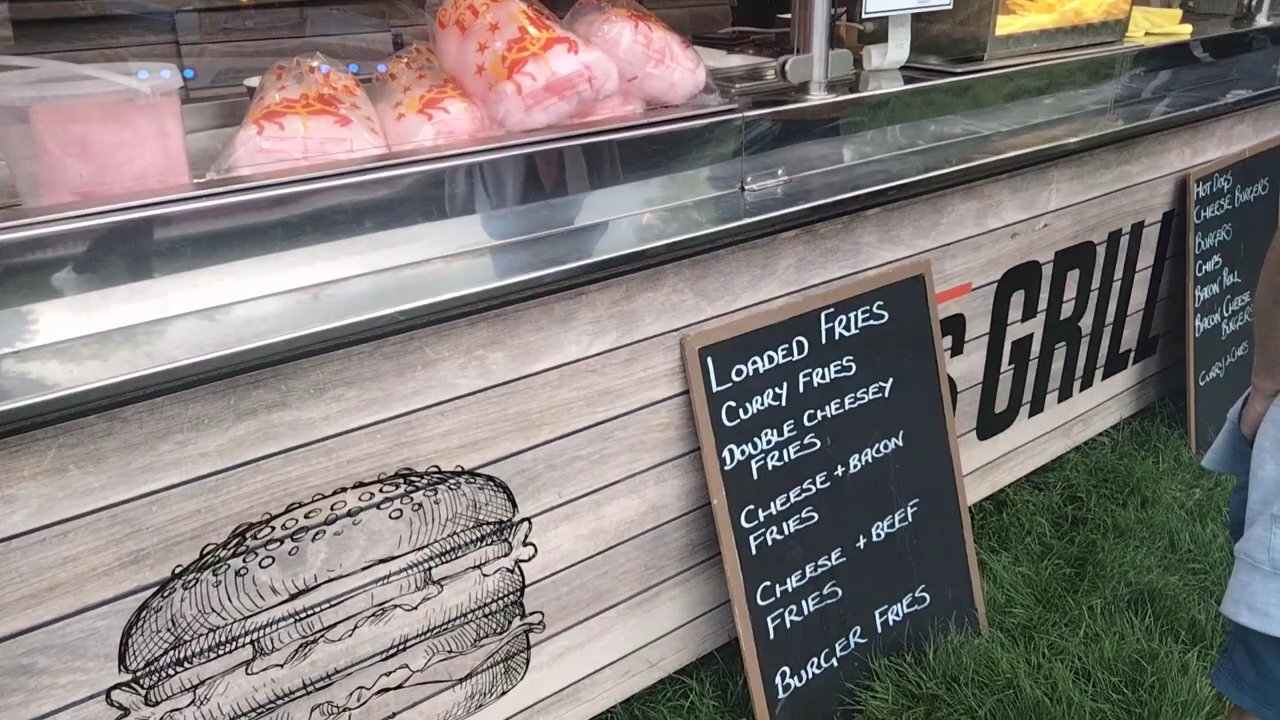 LOADED FRIES
CURRY FRIES
DOUBLE CHEESEY
FRIES
CHEESE + BACON
FRIES
CHEESE + BEEF
FRIES
BURGER FRIES
GRILL
HOT DOGS
CHEESE BURGERS
BURGERS
CHIPS
BACON ROLL
BACON CHEESE
BURGERS
CURRY + CHIPS